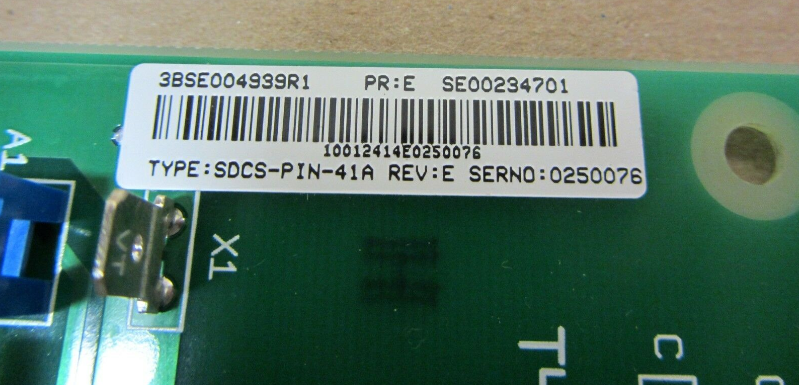 3BSE004939R1 PR:E SE00234701
10012414E0250076
TYPE:SDCS-PIN-41A REV:E SERNO:0250076
A1
X1
C